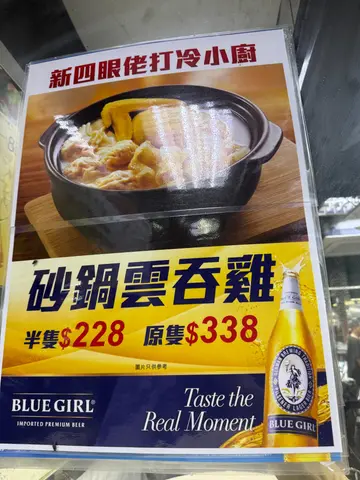 新四眼佬打冷小廚
砂鍋雲吞雞
半隻$228 原隻$338
圖片只供參考
BLUE GIRL
IMPORTED PREMIUM BEER
Taste the
Real Moment
BLUE GIRL